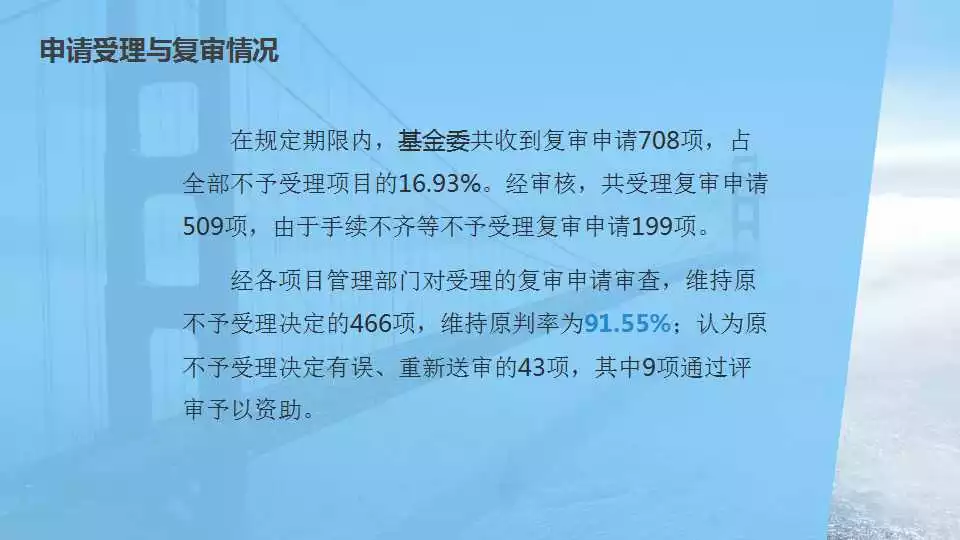 申请受理与复审情况
在规定期限内，基金委共收到复审申请708项，占
全部不予受理项目的16.93%。经审核，共受理复审申请
509项，由于手续不齐等不予受理复审申请199项。
经各项目管理部门对受理的复审申请审查，维持原
不予受理决定的466项，维持原判率为91.55%；认为原
不予受理决定有误、重新送审的43项，其中9项通过评
审予以资助。